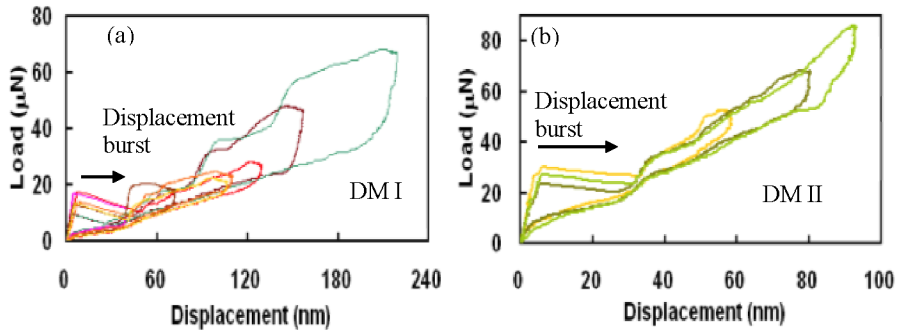 (a)
80
60
40
20
0
Load (μN)
Displacement
burst
DM I
0
60
120
180
240
Displacement (nm)
(b)
80
60
40
20
0
Load (μN)
Displacement
burst
DM II
0
20
40
60
80
100
Displacement (nm)